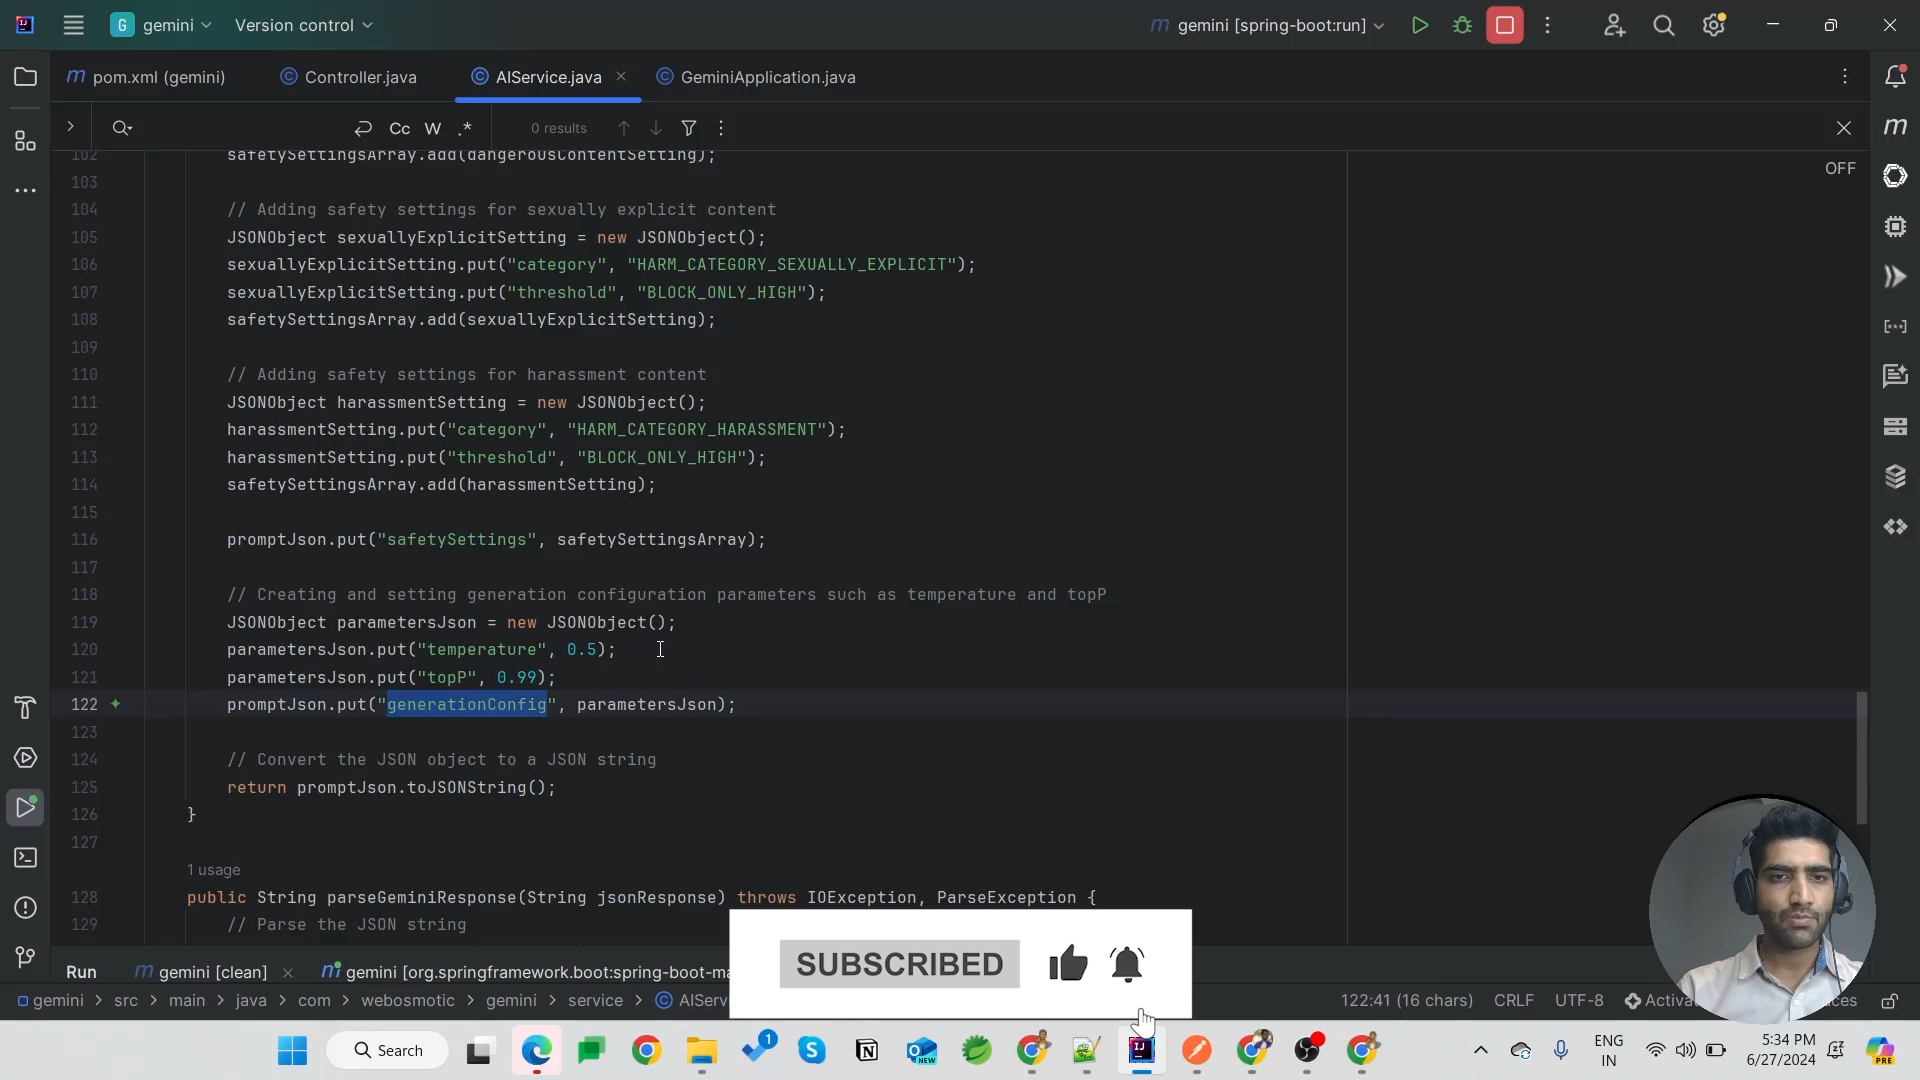 G gemini Version control gemini [spring-boot:run]
pom.xml (gemini) Controller.java AIService.java GeminiApplication.java
Cc W .* 0 results
OFF
102 safetySettingsArray.add(dangerousContentSetting);
103
104 // Adding safety settings for sexually explicit content
105 JSONObject sexuallyExplicitSetting = new JSONObject();
106 sexuallyExplicitSetting.put("category", "HARM_CATEGORY_SEXUALLY_EXPLICIT");
107 sexuallyExplicitSetting.put("threshold", "BLOCK_ONLY_HIGH");
108 safetySettingsArray.add(sexuallyExplicitSetting);
109
110 // Adding safety settings for harassment content
111 JSONObject harassmentSetting = new JSONObject();
112 harassmentSetting.put("category", "HARM_CATEGORY_HARASSMENT");
113 harassmentSetting.put("threshold", "BLOCK_ONLY_HIGH");
114 safetySettingsArray.add(harassmentSetting);
115
116 promptJson.put("safetySettings", safetySettingsArray);
117
118 // Creating and setting generation configuration parameters such as temperature and topP
119 JSONObject parametersJson = new JSONObject();
120 parametersJson.put("temperature", 0.5);
121 parametersJson.put("topP", 0.99);
122 promptJson.put("generationConfig", parametersJson);
123
124 // Convert the JSON object to a JSON string
125 return promptJson.toJSONString();
126 }
127
1 usage
128 public String parseGeminiResponse(String jsonResponse) throws IOException, ParseException {
129 // Parse the JSON string
SUBSCRIBED
Run gemini [clean] gemini [org.springframework.boot:spring-boot-ma
gemini > src > main > java > com > webosmotic > gemini > service > AIServ 122:41 (16 chars) CRLF UTF-8
Search 1 ENG IN 5:34 PM 6/27/2024 PRE